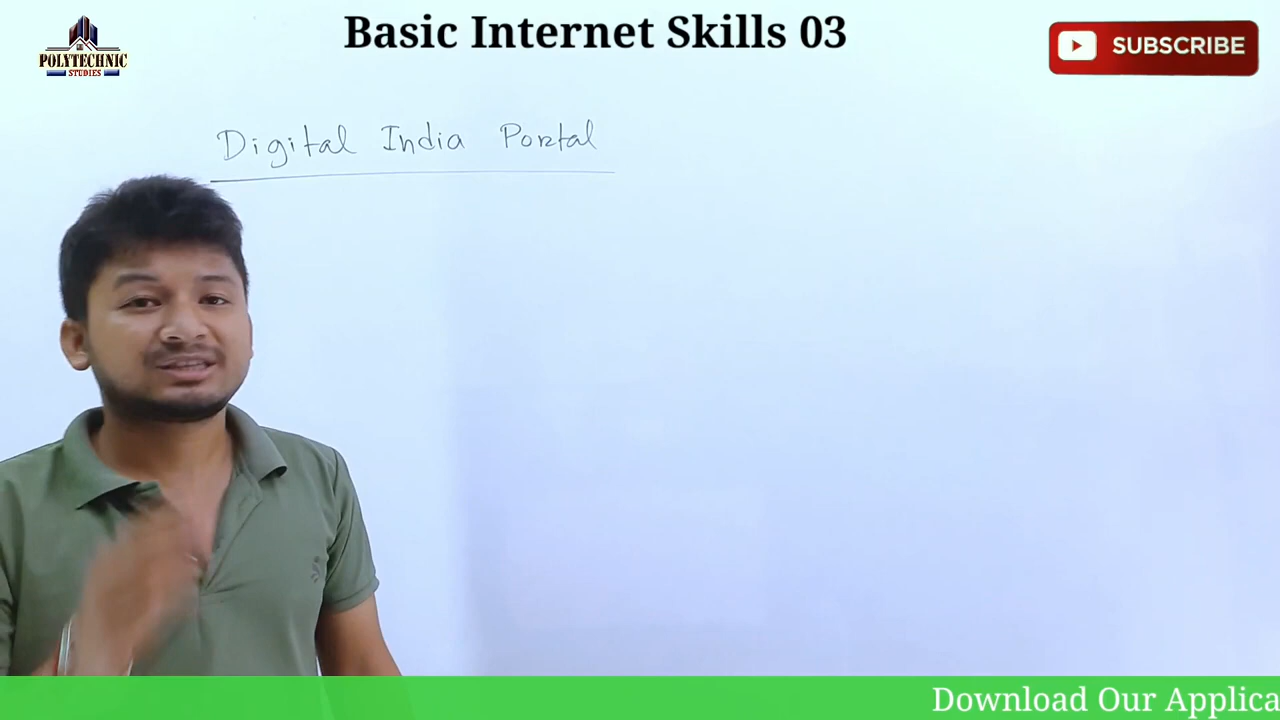 Basic Internet Skills 03
POLYTECHNIC
STUDIES
SUBSCRIBE
Digital India Portal
Download Our Applica